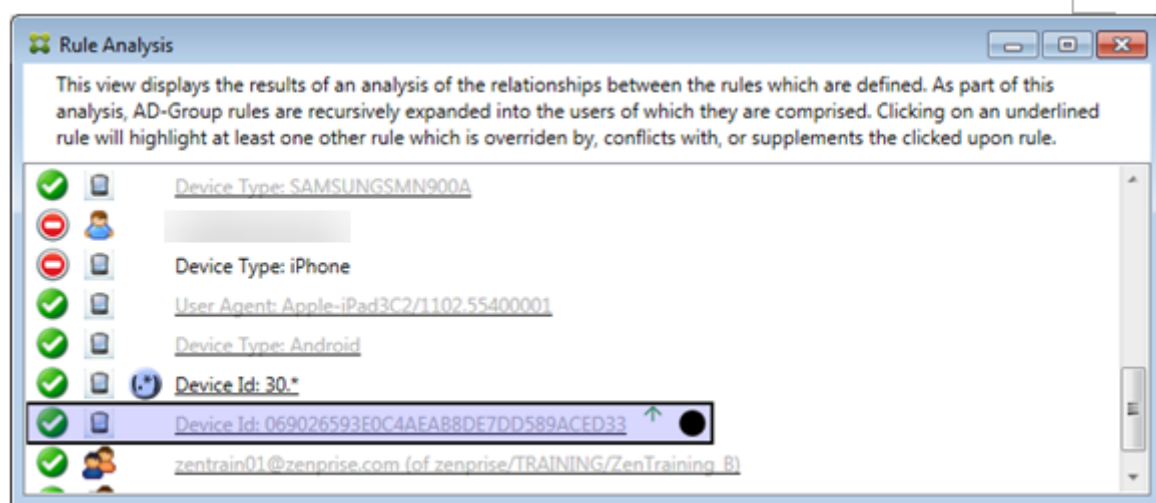 Rule Analysis
This view displays the results of an analysis of the relationships between the rules which are defined. As part of this
analysis, AD-Group rules are recursively expanded into the users of which they are comprised. Clicking on an underlined
rule will highlight at least one other rule which is overriden by, conflicts with, or supplements the clicked upon rule.
Device Type: SAMSUNGSMN900A
Device Type: iPhone
User Agent: Apple-iPad3C2/1102.55400001
Device Type: Android
(.*) Device Id: 30.*
Device Id: 069026593E0C4AEAB8DE7DD589ACED33
zentrain01@zenprise.com (of zenprise/TRAINING/ZenTraining_B)